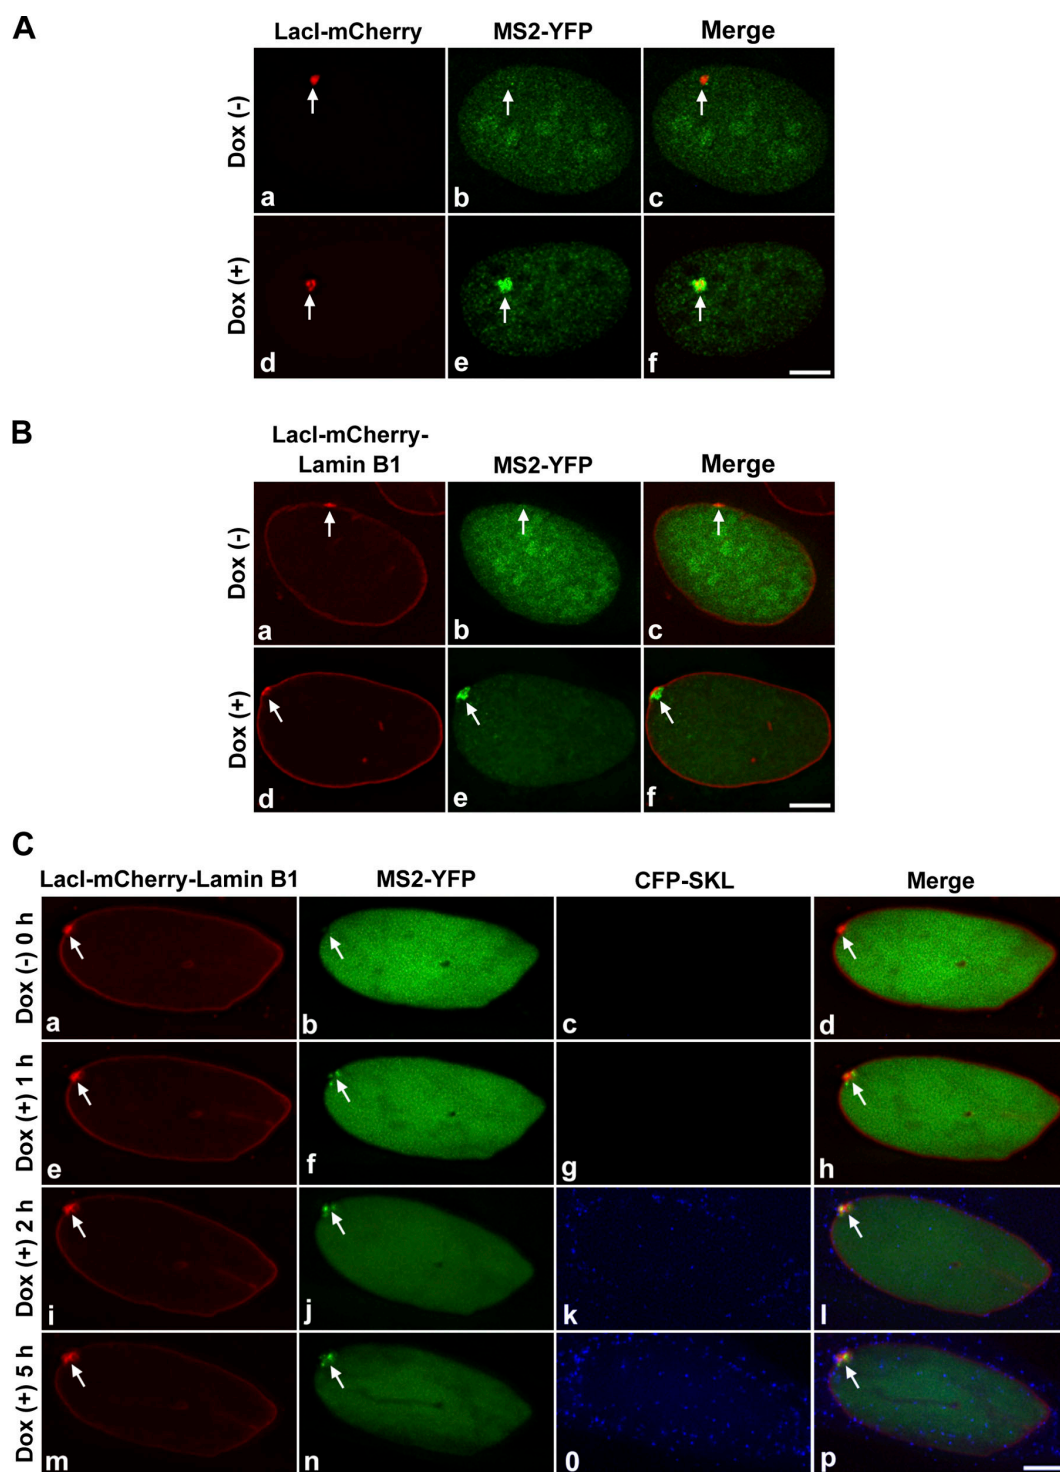 A
LacI-mCherry MS2-YFP Merge
Dox (-)
a b c
Dox (+)
d e f
B
LacI-mCherry-
Lamin B1 MS2-YFP Merge
Dox (-)
a b c
Dox (+)
d e f
C
LacI-mCherry-Lamin B1 MS2-YFP CFP-SKL Merge
Dox (-) 0 h
a b c d
Dox (+) 1 h
e f g h
Dox (+) 2 h
i j k l
Dox (+) 5 h
m n 0 p